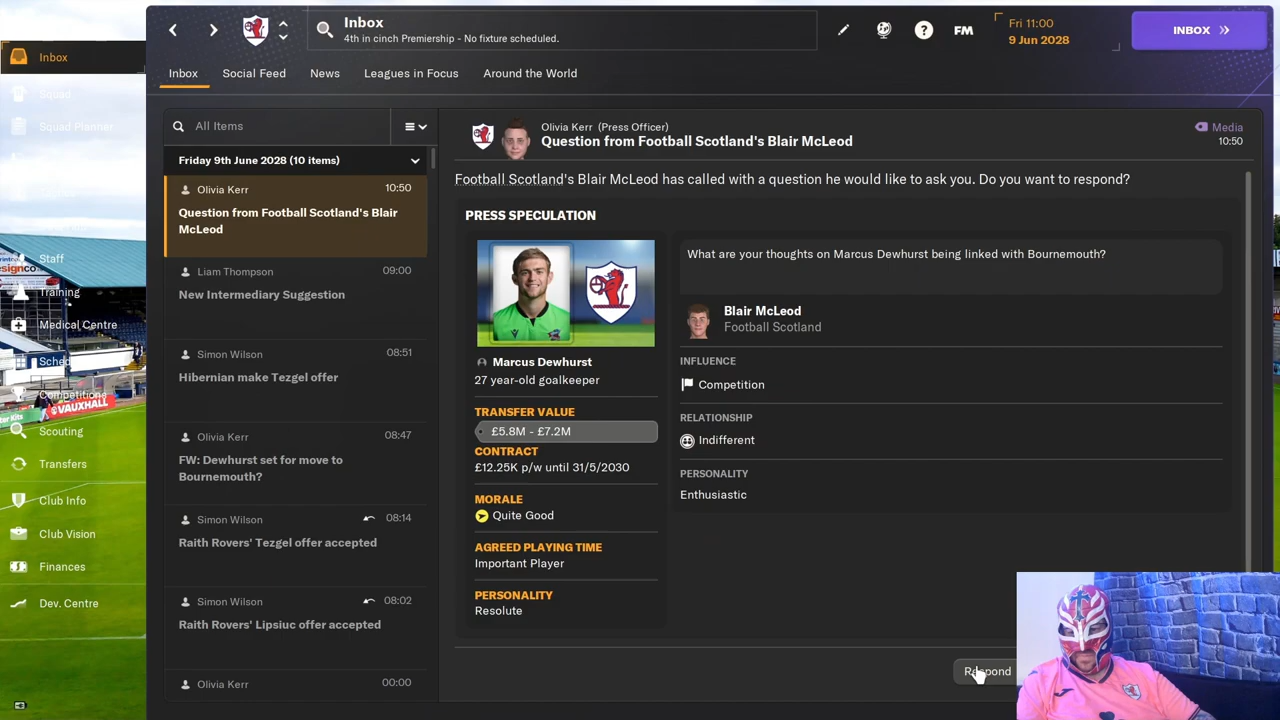 Inbox
4th in cinch Premiership - No fixture scheduled.
FM
Fri 11:00
9 Jun 2028
INBOX
Inbox
Inbox Social Feed News Leagues in Focus Around the World
Squad
Squad Planner
Staff
Training
Medical Centre
Sched
Competitions
Scouting
Transfers
Club Info
Club Vision
Finances
Dev. Centre
VAUXHALL
All Items
Friday 9th June 2028 (10 items)
Olivia Kerr 10:50
Question from Football Scotland's Blair
McLeod
Liam Thompson 09:00
New Intermediary Suggestion
Simon Wilson 08:51
Hibernian make Tezgel offer
Olivia Kerr 08:47
FW: Dewhurst set for move to
Bournemouth?
Simon Wilson 08:14
Raith Rovers' Tezgel offer accepted
Simon Wilson 08:02
Raith Rovers' Lipsiuc offer accepted
Olivia Kerr 00:00
Olivia Kerr (Press Officer)
Question from Football Scotland's Blair McLeod
Media
10:50
Football Scotland's Blair McLeod has called with a question he would like to ask you. Do you want to respond?
PRESS SPECULATION
Marcus Dewhurst
27 year-old goalkeeper
TRANSFER VALUE
£5.8M - £7.2M
CONTRACT
£12.25K p/w until 31/5/2030
MORALE
Quite Good
AGREED PLAYING TIME
Important Player
PERSONALITY
Resolute
What are your thoughts on Marcus Dewhurst being linked with Bournemouth?
Blair McLeod
Football Scotland
INFLUENCE
Competition
RELATIONSHIP
Indifferent
PERSONALITY
Enthusiastic
Respond